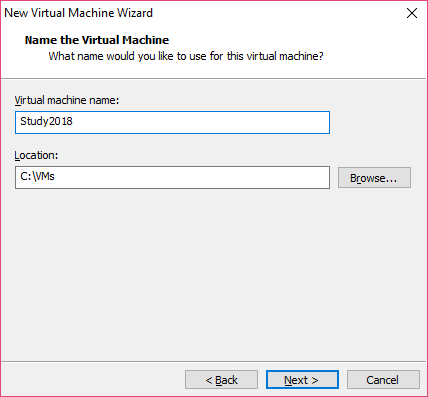 New Virtual Machine Wizard
Name the Virtual Machine
What name would you like to use for this virtual machine?
Virtual machine name:
Study2018
Location:
C:\VMs
Browse...
< Back
Next >
Cancel